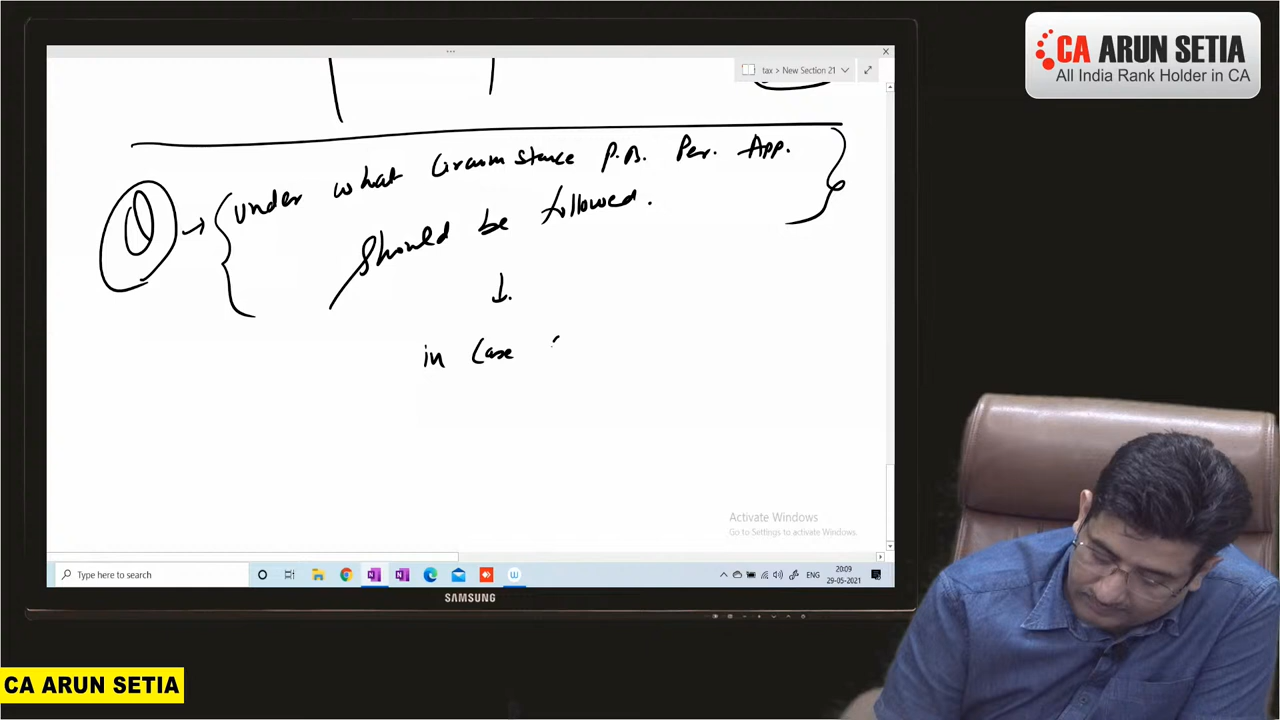 CA ARUN SETIA
All India Rank Holder in CA
tax > New Section 21
Q → under what Circumstance P.B. Per. App.
should be followed.
in Case
Activate Windows
Go to Settings to activate Windows.
Type here to search
ENG
20:09
29-05-2021
SAMSUNG
CA ARUN SETIA